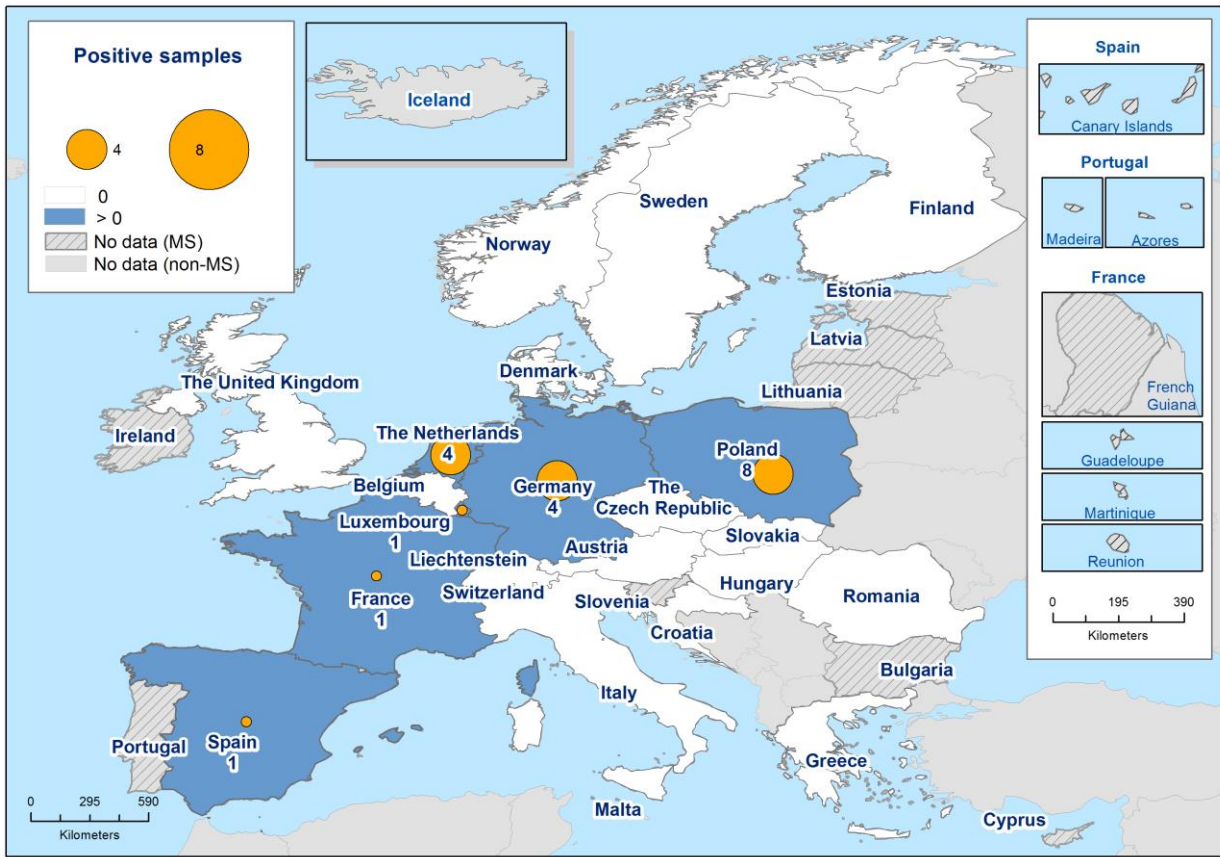 Positive samples
4
8
0
> 0
No data (MS)
No data (non-MS)
Iceland
Sweden
Finland
Norway
Estonia
Latvia
Denmark
Lithuania
The United Kingdom
Ireland
The Netherlands
4
Poland
8
Belgium
Germany
4
The
Czech Republic
Luxembourg
1
Slovakia
Austria
Liechtenstein
Hungary
Switzerland
France
1
Slovenia
Romania
Croatia
Bulgaria
Italy
Portugal
Spain
1
Greece
Malta
Cyprus
0 295 590
Kilometers
Spain
Canary Islands
Portugal
Madeira
Azores
France
French
Guiana
Guadeloupe
Martinique
Reunion
0 195 390
Kilometers